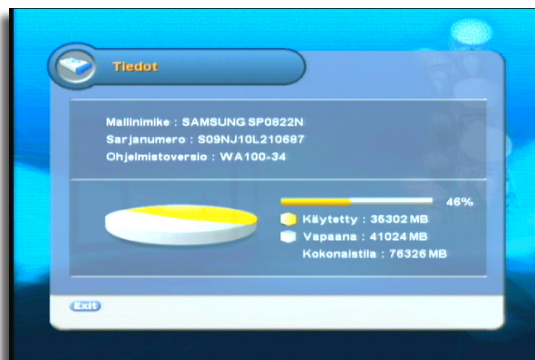 Tiedot
Mallinimike : SAMSUNG SP0822N
Sarjanumero : S09NJ10L210687
Ohjelmistoversio : WA100-34
46%
Käytetty : 35302 MB
Vapaana : 41024 MB
Kokonaistila : 76326 MB
Exit